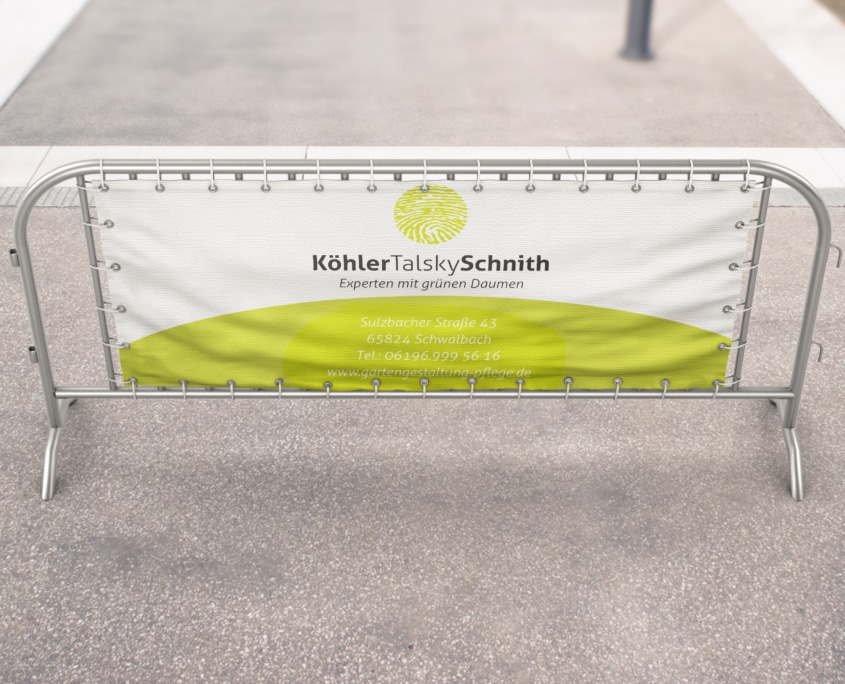 KöhlerTalskySchnith
Experten mit grünen Daumen
Sulzbacher Straße 43
65824 Schwalbach
Tel.: 06196.999 56 16
www.gartengestaltung-pflege.de